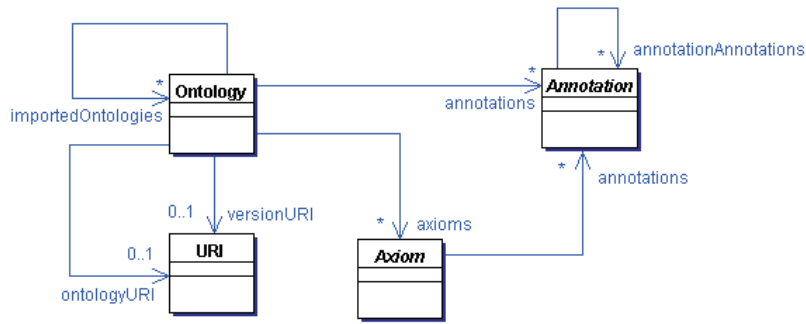 * annotationAnnotations
* Ontology * Annotation
importedOntologies annotations
* annotations
0..1 versionURI * axioms
0..1 URI Axiom
ontologyURI